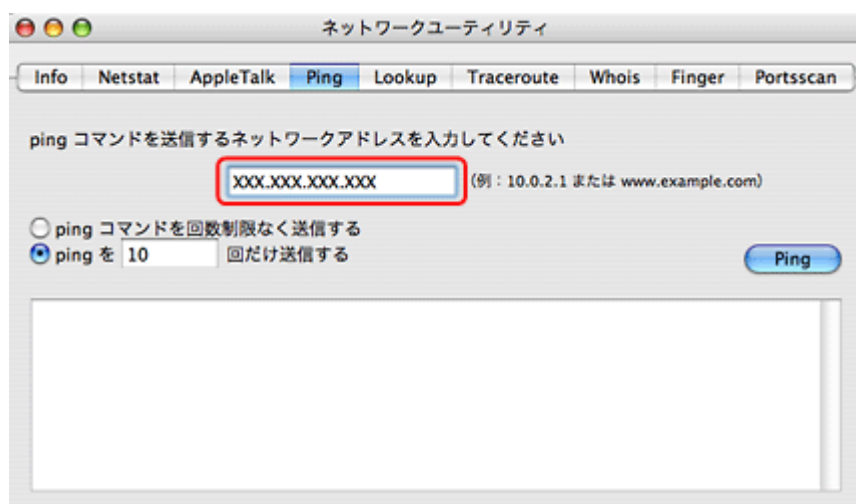 ネットワークユーティリティ
Info Netstat AppleTalk Ping Lookup Traceroute Whois Finger Portsscan
ping コマンドを送信するネットワークアドレスを入力してください
XXX.XXX.XXX.XXX (例：10.0.2.1 または www.example.com)
ping コマンドを回数制限なく送信する
ping を 10 回だけ送信する
Ping